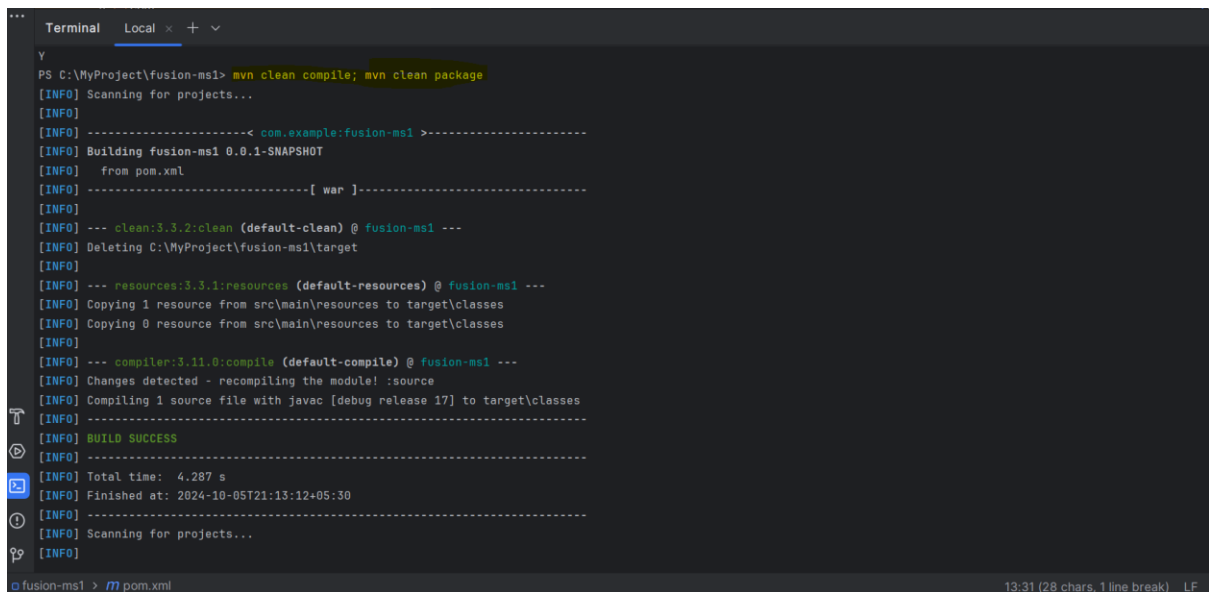 Terminal Local × + ∨
Y
PS C:\MyProject\fusion-ms1> mvn clean compile; mvn clean package
[INFO] Scanning for projects...
[INFO]
[INFO] -----------------------< com.example:fusion-ms1 >-----------------------
[INFO] Building fusion-ms1 0.0.1-SNAPSHOT
[INFO]   from pom.xml
[INFO] --------------------------------[ war ]---------------------------------
[INFO]
[INFO] --- clean:3.3.2:clean (default-clean) @ fusion-ms1 ---
[INFO] Deleting C:\MyProject\fusion-ms1\target
[INFO]
[INFO] --- resources:3.3.1:resources (default-resources) @ fusion-ms1 ---
[INFO] Copying 1 resource from src\main\resources to target\classes
[INFO] Copying 0 resource from src\main\resources to target\classes
[INFO]
[INFO] --- compiler:3.11.0:compile (default-compile) @ fusion-ms1 ---
[INFO] Changes detected - recompiling the module! :source
[INFO] Compiling 1 source file with javac [debug release 17] to target\classes
[INFO] ------------------------------------------------------------------------
[INFO] BUILD SUCCESS
[INFO] ------------------------------------------------------------------------
[INFO] Total time:  4.287 s
[INFO] Finished at: 2024-10-05T21:13:12+05:30
[INFO] ------------------------------------------------------------------------
[INFO] Scanning for projects...
[INFO]
fusion-ms1 > m pom.xml 13:31 (28 chars, 1 line break) LF